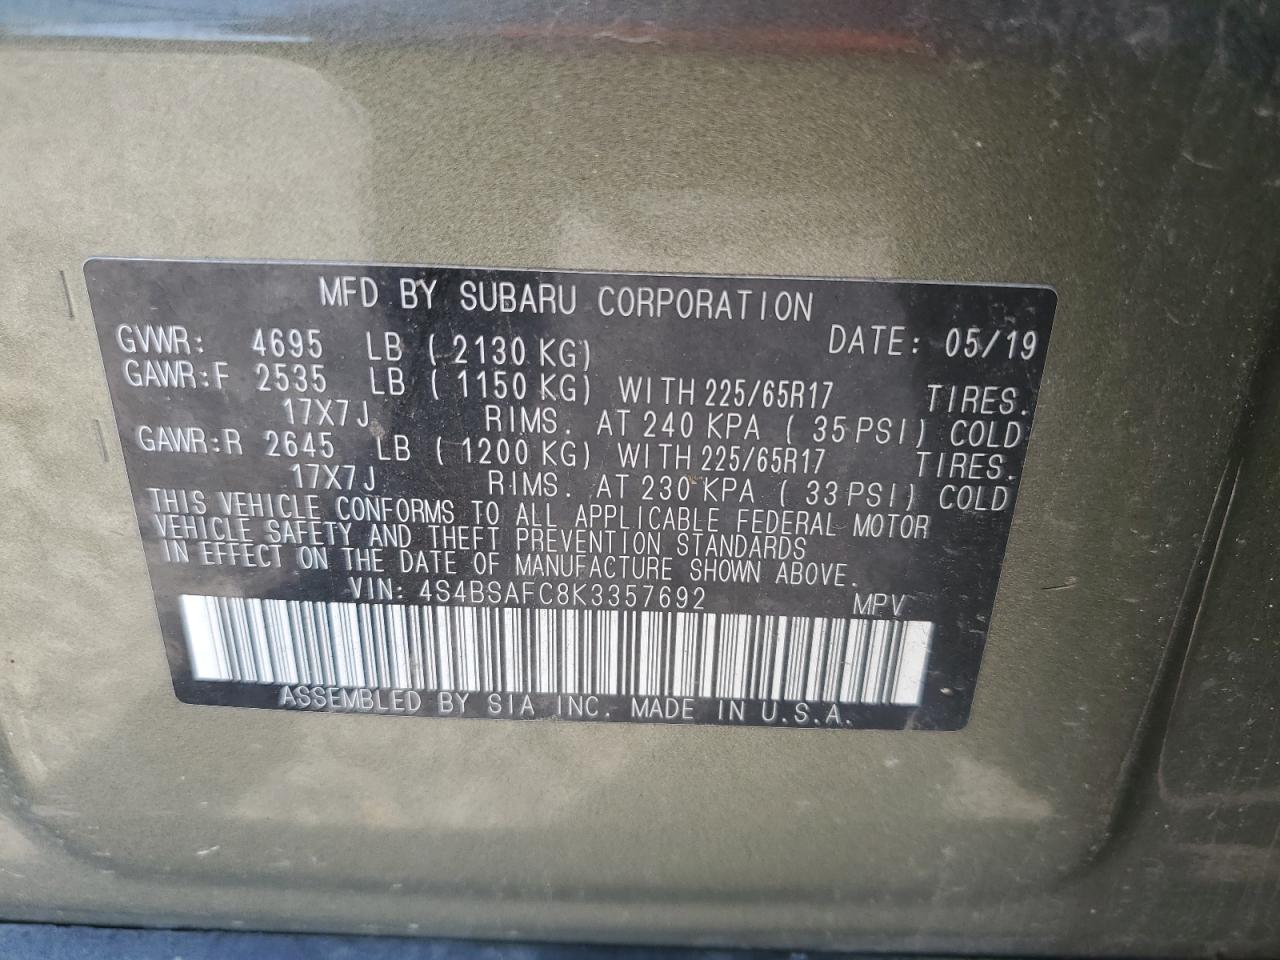 MFD BY SUBARU CORPORATION
GVWR: 4695 LB ( 2130 KG) DATE: 05/19
GAWR:F 2535 LB ( 1150 KG) WITH 225/65R17 TIRES.
17X7J RIMS. AT 240 KPA ( 35 PSI) COLD
GAWR:R 2645 LB ( 1200 KG) WITH 225/65R17 TIRES.
17X7J RIMS. AT 230 KPA ( 33 PSI) COLD
THIS VEHICLE CONFORMS TO ALL APPLICABLE FEDERAL MOTOR
VEHICLE SAFETY AND THEFT PREVENTION STANDARDS
IN EFFECT ON THE DATE OF MANUFACTURE SHOWN ABOVE.
VIN: 4S4BSAFC8K3357692 MPV
ASSEMBLED BY SIA INC. MADE IN U.S.A.